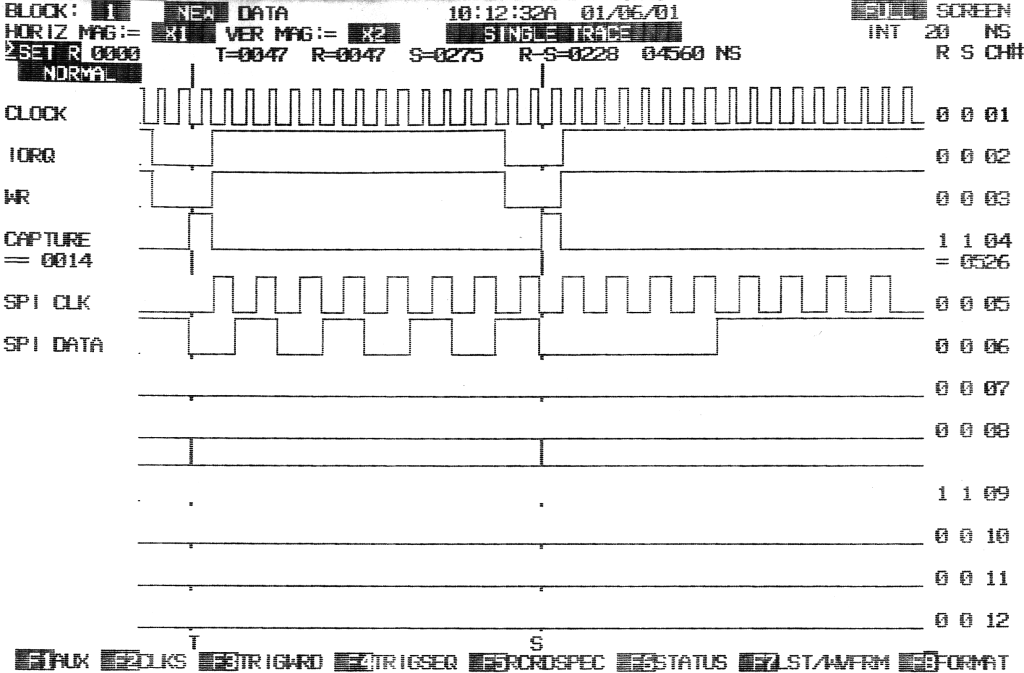 BLOCK: 1 NEW DATA 10:12:32A 01/06/01 FULL SCREEN
HORIZ MAG:= X1 VER MAG:= X2 SINGLE TRACE INT 20 NS
SET R 0000 T=0047 R=0047 S=0275 R-S=0228 04560 NS R S CH#
NORMAL
CLOCK 0 0 01
IORQ 0 0 02
WR 0 0 03
CAPTURE 1 1 04
== 0014 = 0526
SPI CLK 0 0 05
SPI DATA 0 0 06
0 0 07
0 0 08
1 1 09
0 0 10
0 0 11
0 0 12
T S
F1AUX F2CLKS F3TRIGWRD F4TRIGSEQ F5RCRDSPEC F6STATUS F7LST/WVFRM F8FORMAT